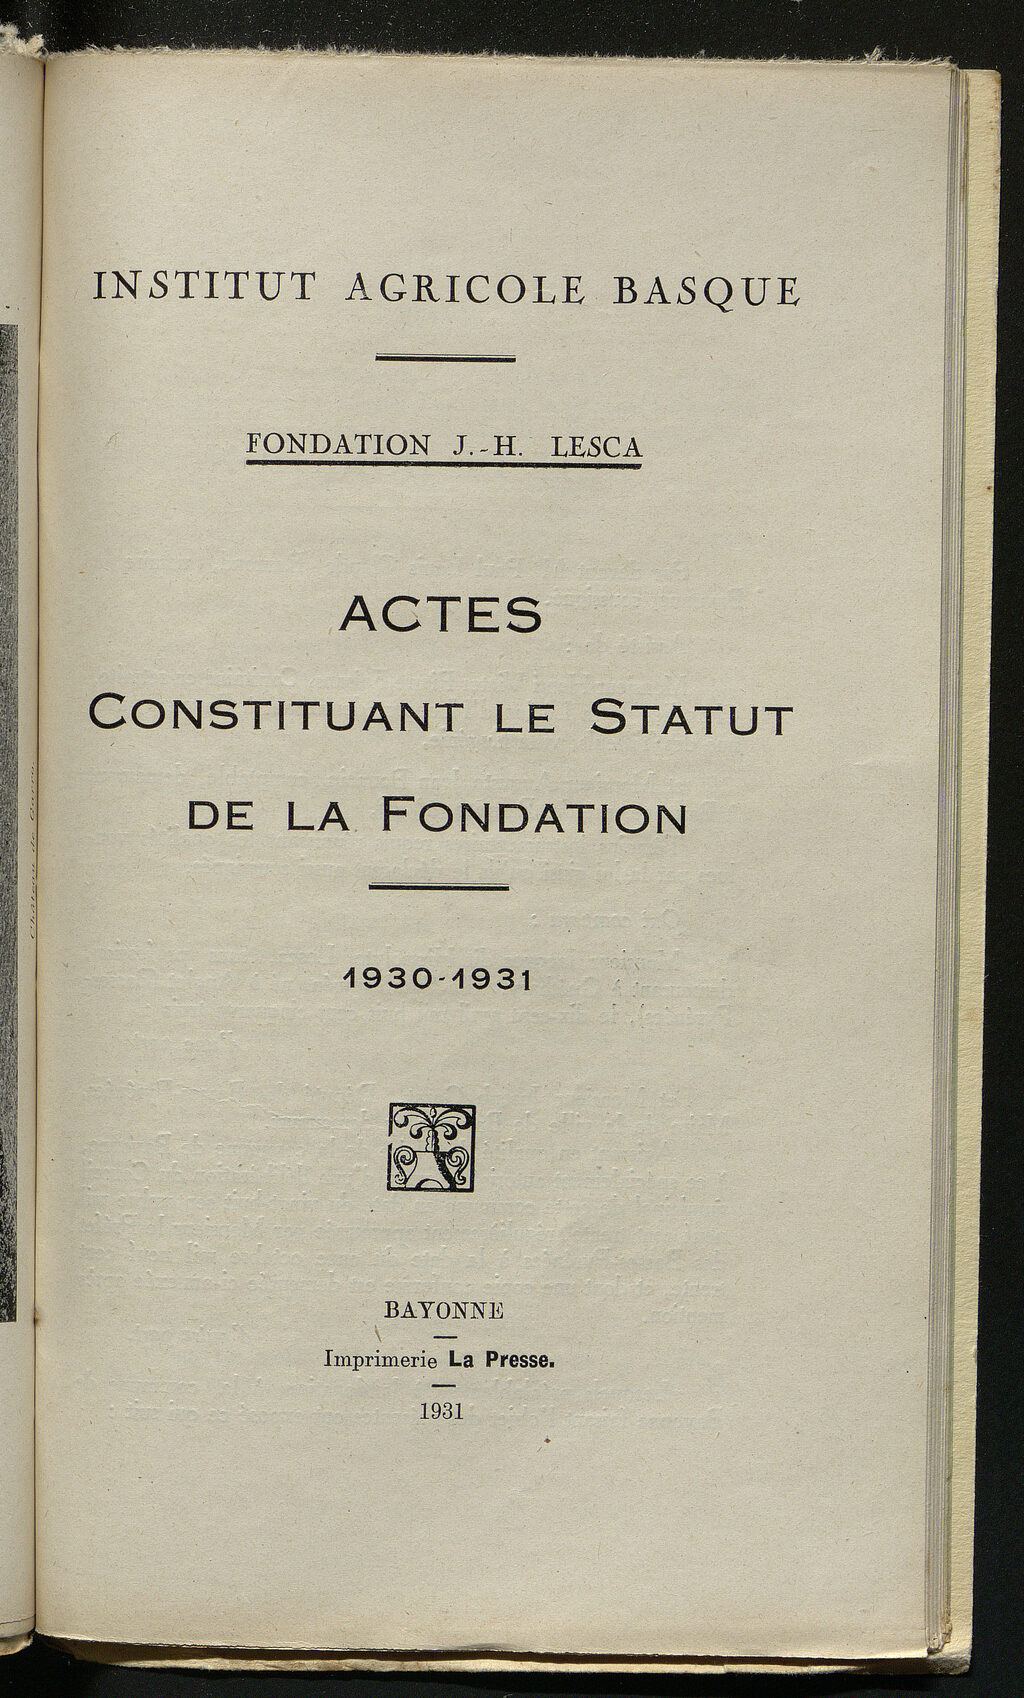 INSTITUT AGRICOLE BASQUE
FONDATION J.-H. LESCA
ACTES
CONSTITUANT LE STATUT
DE LA FONDATION
1930-1931
BAYONNE
Imprimerie La Presse.
1931